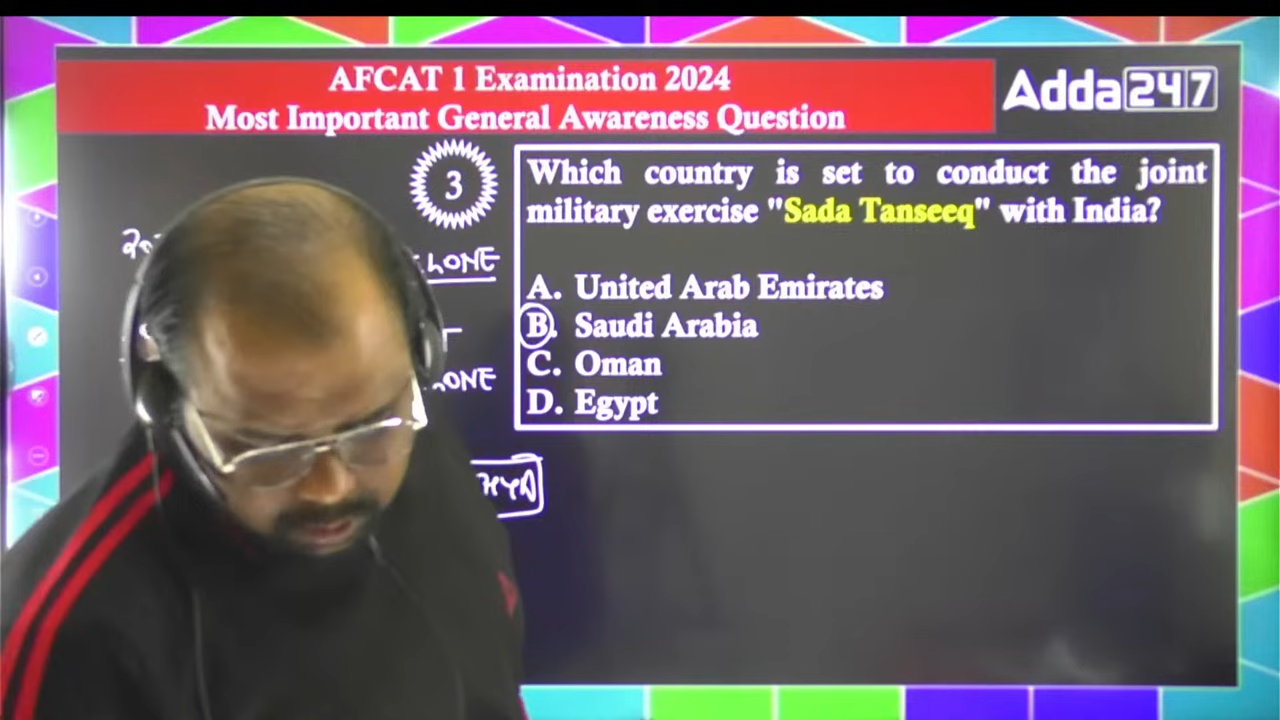 AFCAT 1 Examination 2024
Most Important General Awareness Question
Adda247
3
Which country is set to conduct the joint
military exercise "Sada Tanseeq" with India?
A. United Arab Emirates
B. Saudi Arabia
C. Oman
D. Egypt